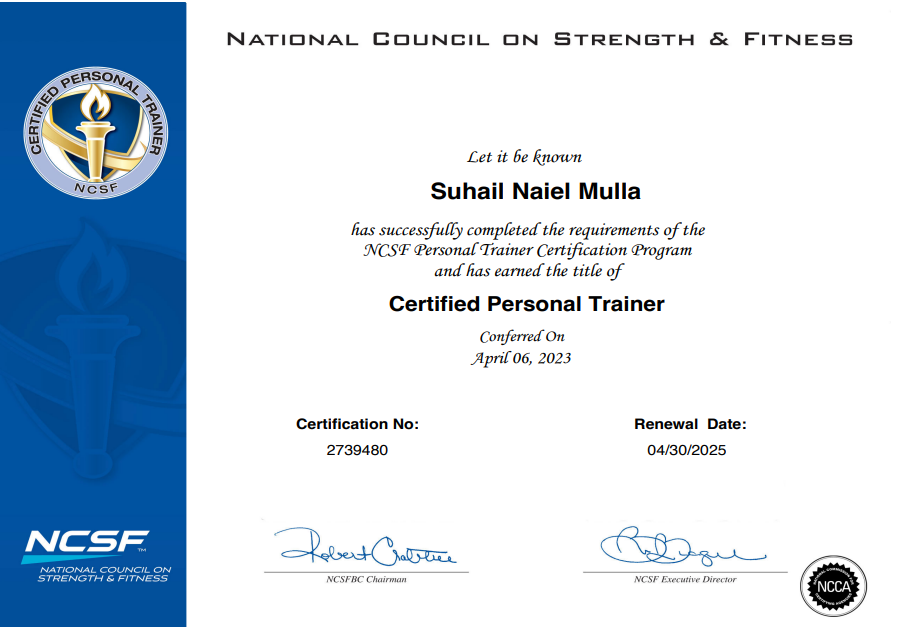 NATIONAL COUNCIL ON STRENGTH & FITNESS
CERTIFIED PERSONAL TRAINER
NCSF
Let it be known
Suhail Naiel Mulla
has successfully completed the requirements of the
NCSF Personal Trainer Certification Program
and has earned the title of
Certified Personal Trainer
Conferred On
April 06, 2023
Certification No:
2739480
Renewal Date:
04/30/2025
Robert Crabtree
NCSFBC Chairman
NCSF Executive Director
NCSF™
NATIONAL COUNCIL ON
STRENGTH & FITNESS
NCCA